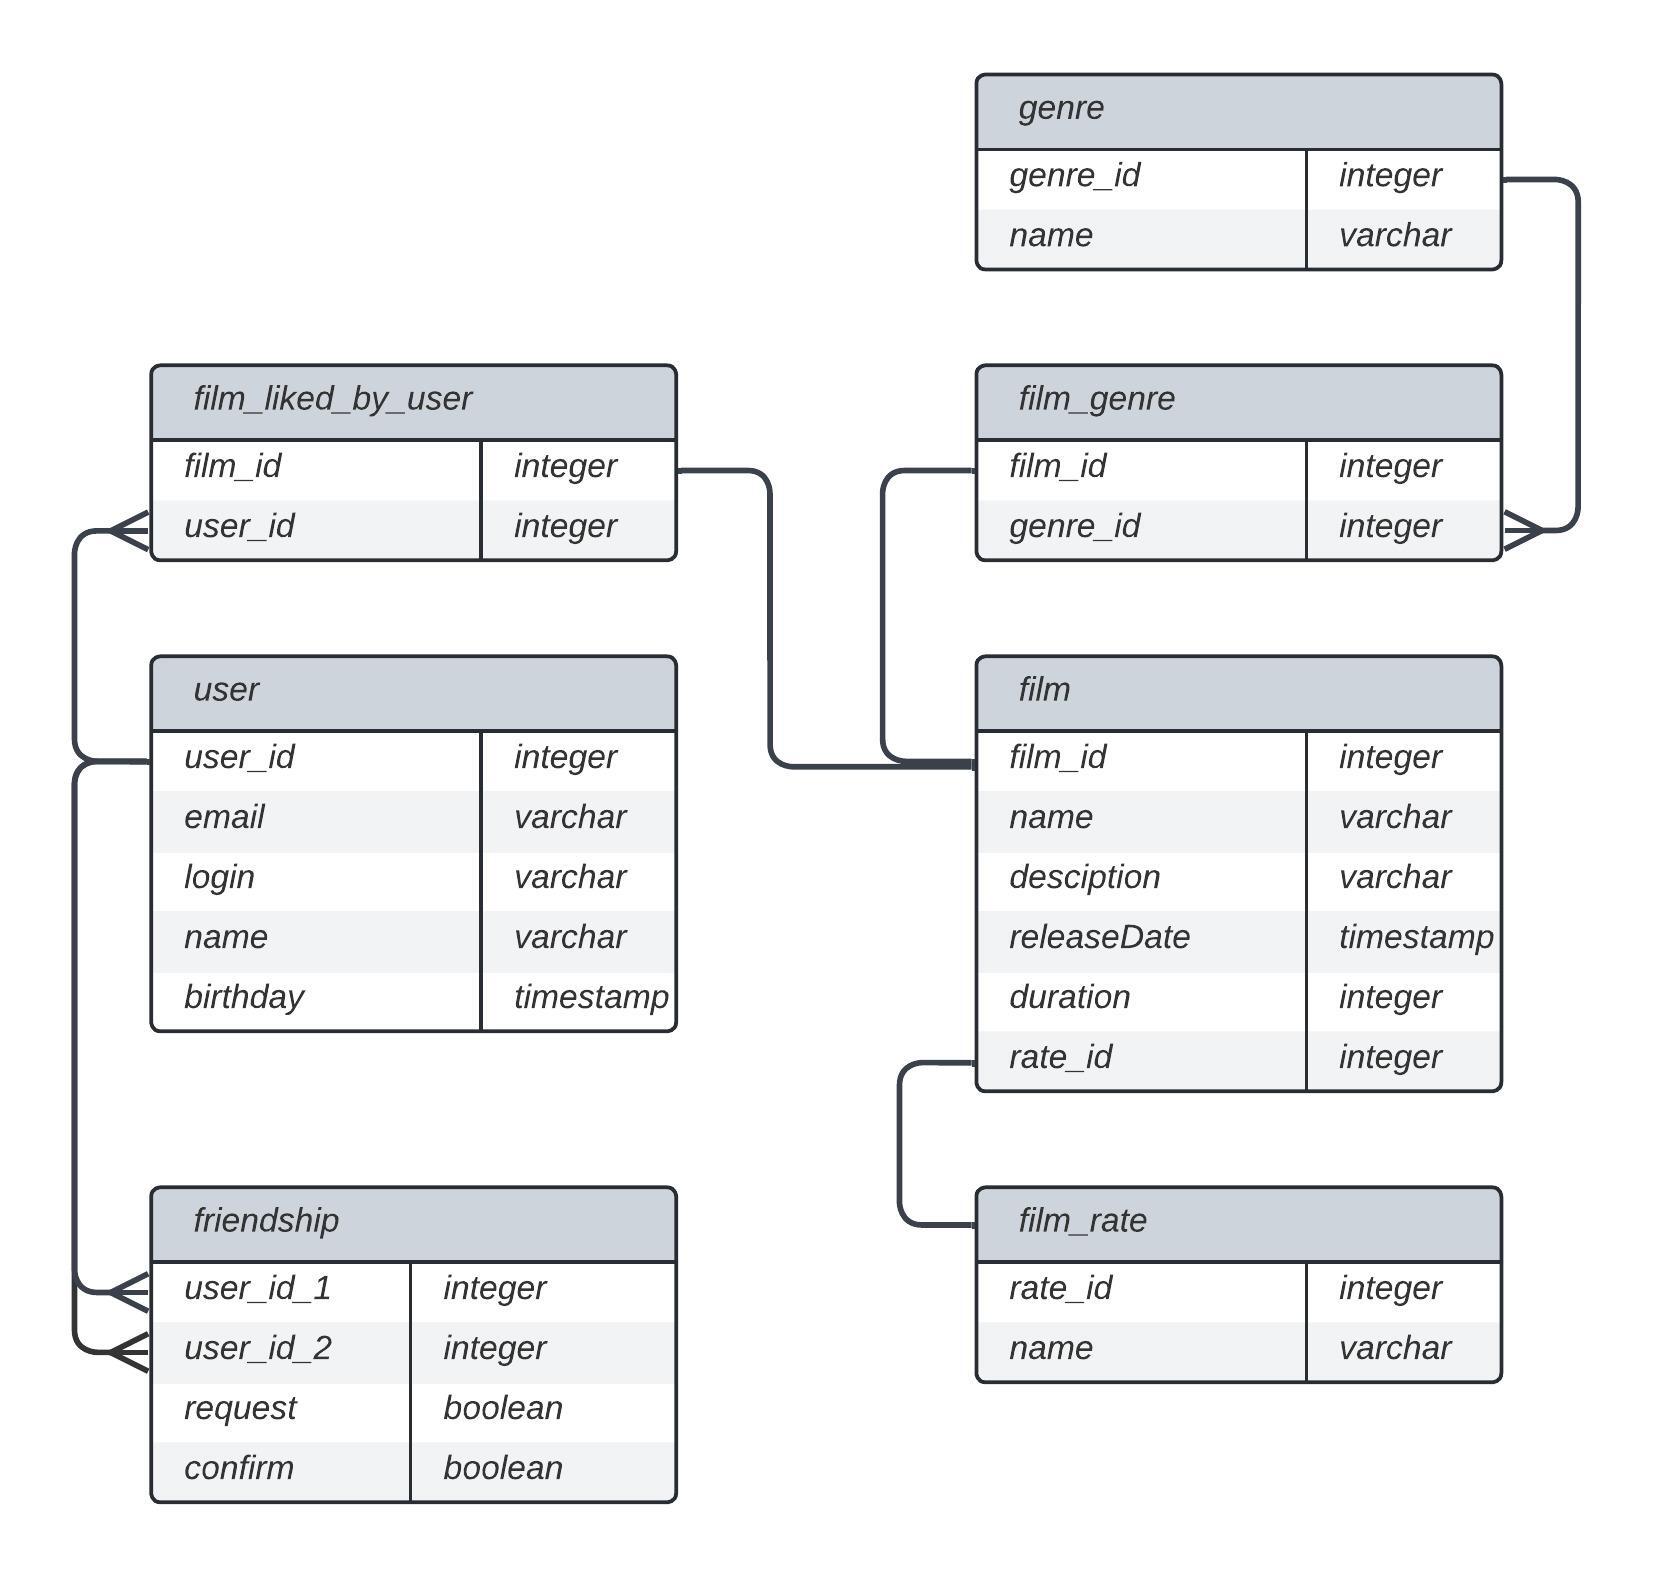 genre
genre_id integer
name varchar
film_liked_by_user
film_id integer
user_id integer
film_genre
film_id integer
genre_id integer
user
user_id integer
email varchar
login varchar
name varchar
birthday timestamp
film
film_id integer
name varchar
desciption varchar
releaseDate timestamp
duration integer
rate_id integer
friendship
user_id_1 integer
user_id_2 integer
request boolean
confirm boolean
film_rate
rate_id integer
name varchar